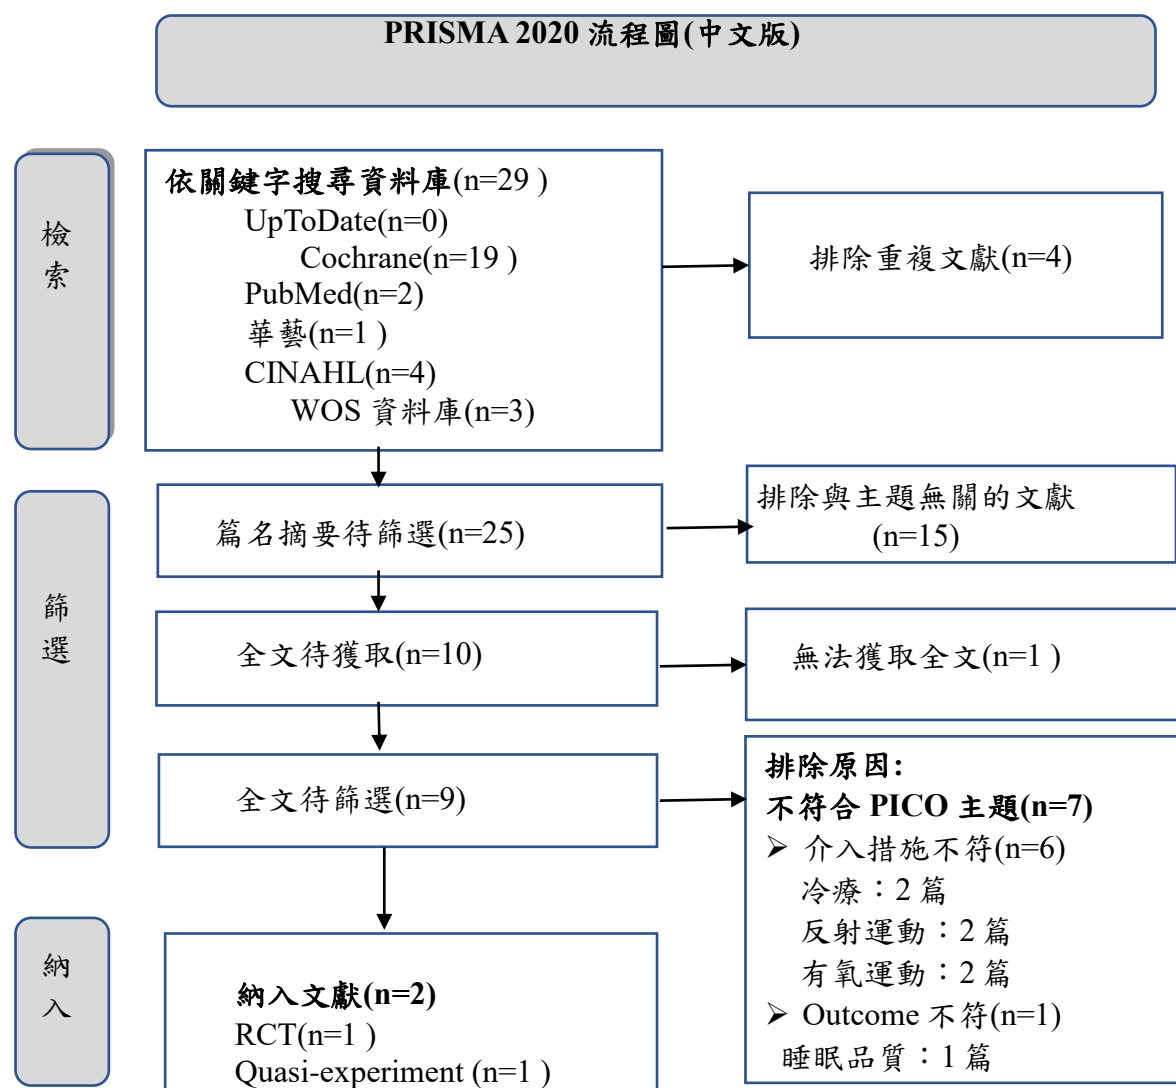 PRISMA 2020 流程圖(中文版)
檢索
依關鍵字搜尋資料庫(n=29 )
UpToDate(n=0)
Cochrane(n=19 )
PubMed(n=2)
華藝(n=1 )
CINAHL(n=4)
WOS 資料庫(n=3)
排除重複文獻(n=4)
篩選
篇名摘要待篩選(n=25)
排除與主題無關的文獻
(n=15)
全文待獲取(n=10)
無法獲取全文(n=1 )
全文待篩選(n=9)
排除原因:
不符合 PICO 主題(n=7)
➢ 介入措施不符(n=6)
冷療：2 篇
反射運動：2 篇
有氧運動：2 篇
➢ Outcome 不符(n=1)
睡眠品質：1 篇
納入
納入文獻(n=2)
RCT(n=1 )
Quasi-experiment (n=1 )